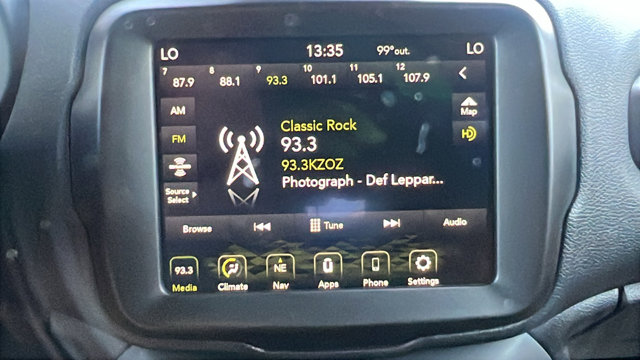 LO 13:35 99° out. LO
7 87.9 8 88.1 9 93.3 10 101.1 11 105.1 12 107.9
AM
FM
Source
Select
Classic Rock
93.3
93.3KZOZ
Photograph - Def Leppar...
Map
HD
Browse Tune Audio
93.3 NE
Media Climate Nav Apps Phone Settings